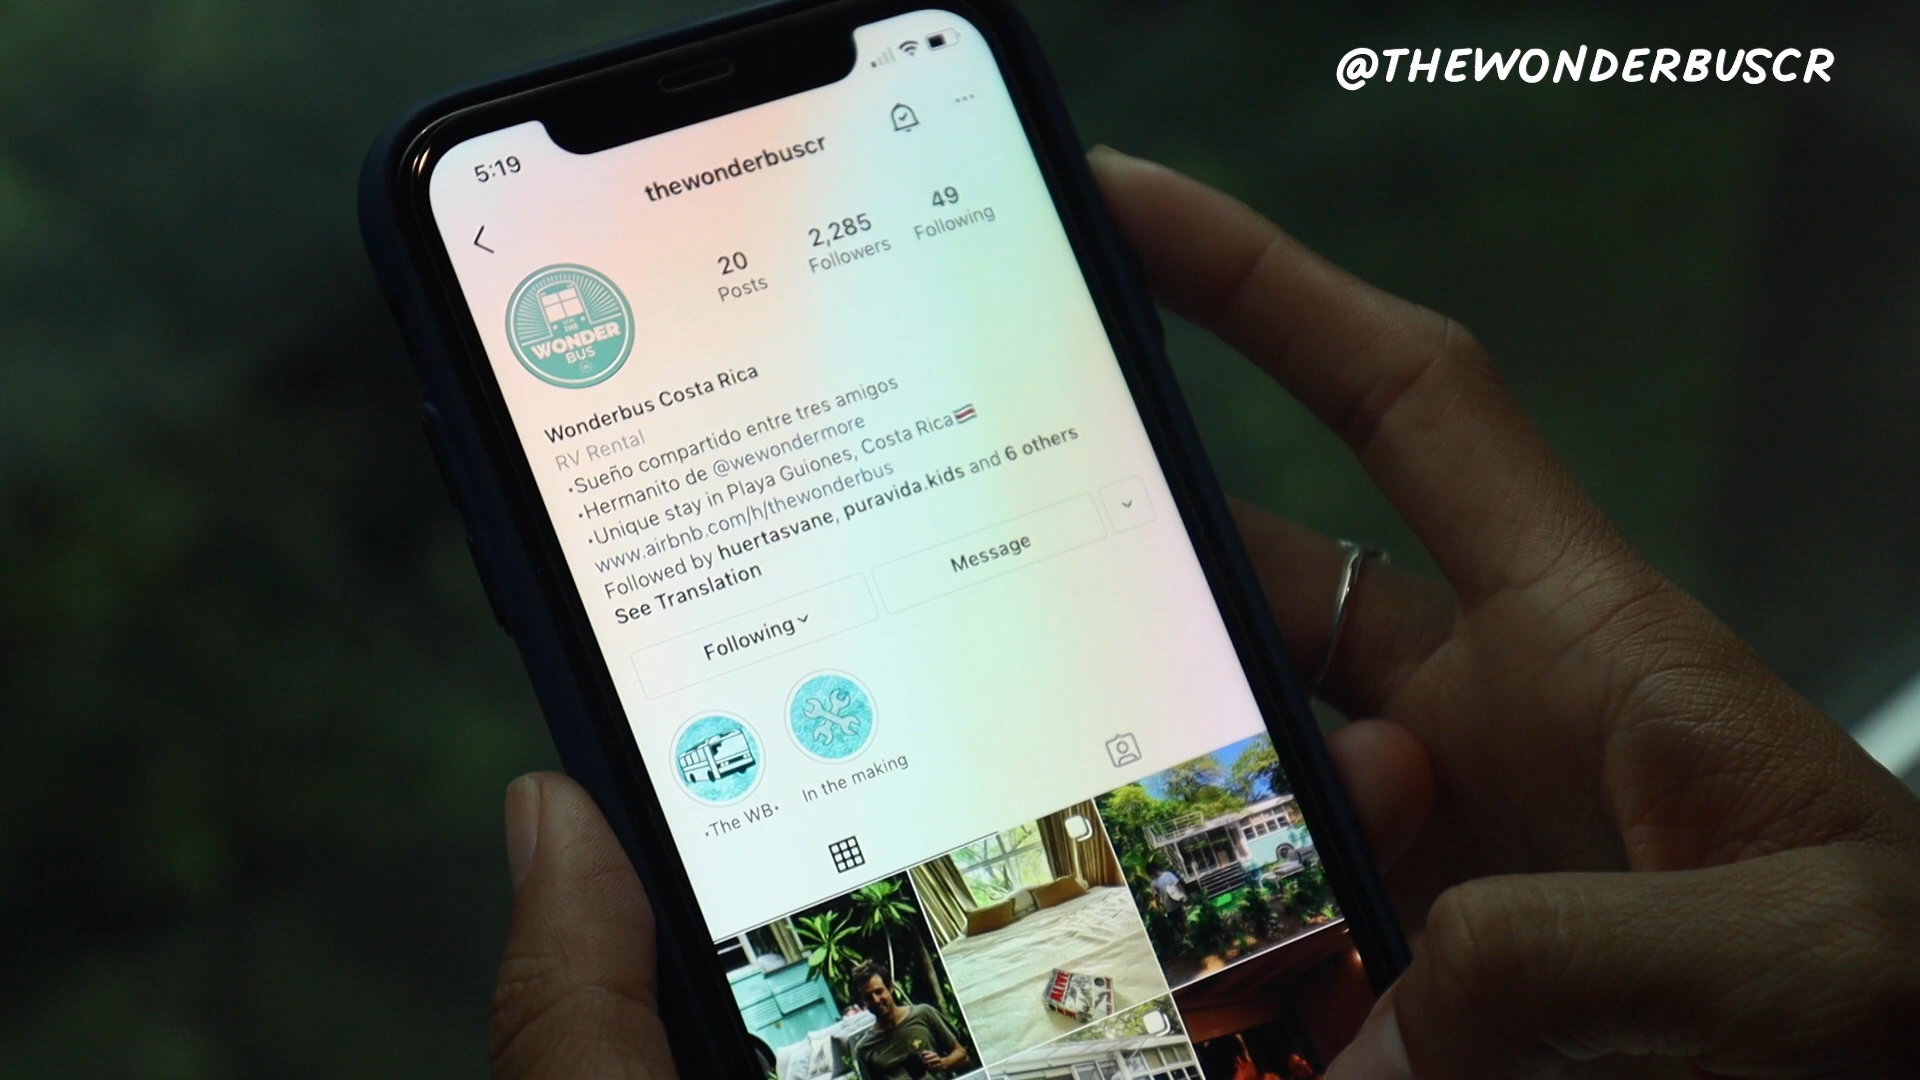 @THEWONDERBUSCR
5:19
thewonderbuscr
20
Posts
2,285
Followers
49
Following
THE
WONDER
BUS
Wonderbus Costa Rica
RV Rental
•Sueño compartido entre tres amigos
•Hermanito de @wewondermore
•Unique stay in Playa Guiones, Costa Rica🇨🇷
www.airbnb.com/h/thewonderbus
Followed by huertasvane, puravida.kids and 6 others
See Translation
Following
Message
•The WB•
In the making
ALIVE